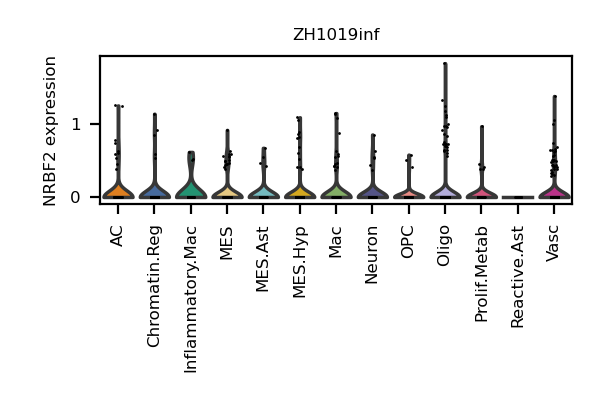 ZH1019inf
NRBF2 expression
1
0
AC
Chromatin.Reg
Inflammatory.Mac
MES
MES.Ast
MES.Hyp
Mac
Neuron
OPC
Oligo
Prolif.Metab
Reactive.Ast
Vasc